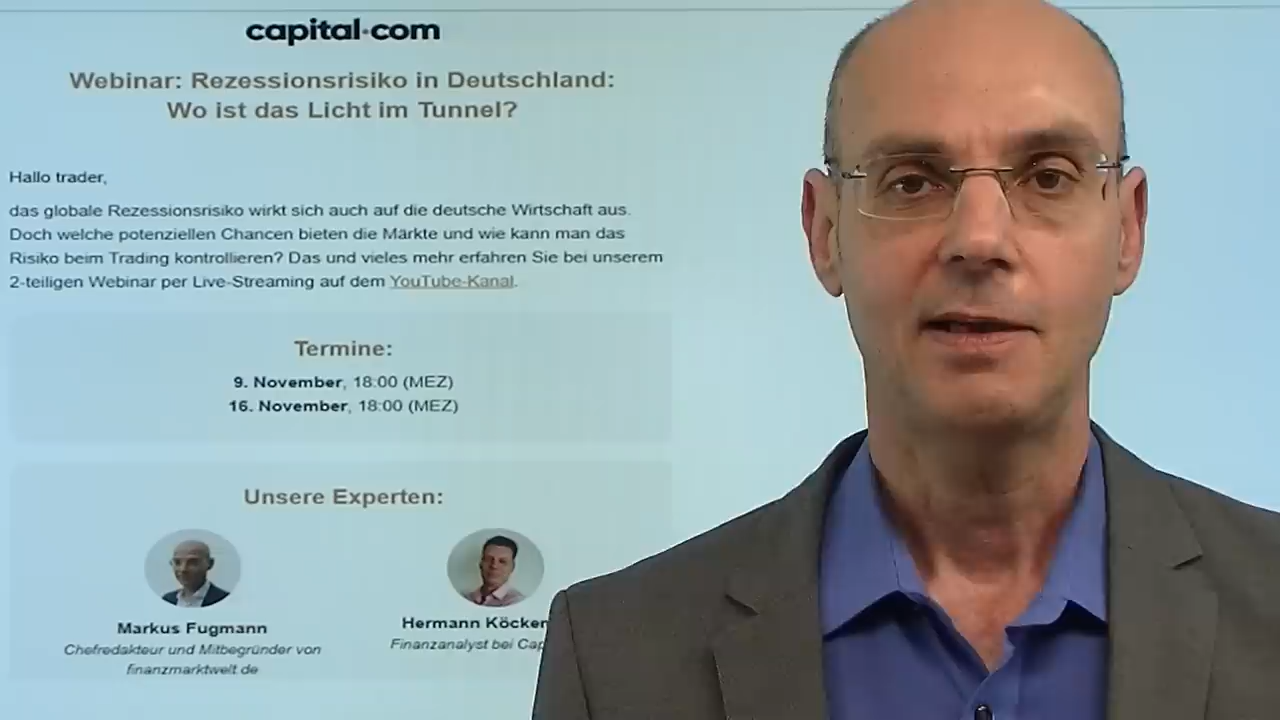 capital.com
Webinar: Rezessionsrisiko in Deutschland:
Wo ist das Licht im Tunnel?
Hallo trader,
das globale Rezessionsrisiko wirkt sich auch auf die deutsche Wirtschaft aus.
Doch welche potenziellen Chancen bieten die Märkte und wie kann man das
Risiko beim Trading kontrollieren? Das und vieles mehr erfahren Sie bei unserem
2-teiligen Webinar per Live-Streaming auf dem YouTube-Kanal.
Termine:
9. November, 18:00 (MEZ)
16. November, 18:00 (MEZ)
Unsere Experten:
Markus Fugmann
Chefredakteur und Mitbegründer von
finanzmarktwelt.de
Hermann
Finanzanalyst bei